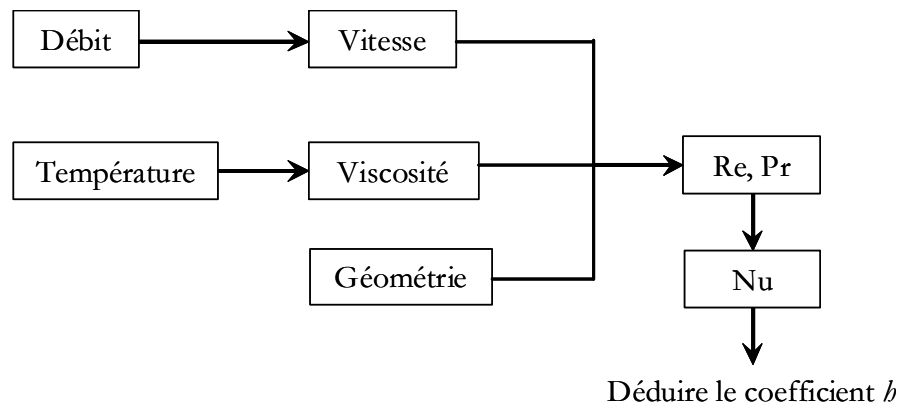 Débit
Vitesse
Température
Viscosité
Géométrie
Re, Pr
Nu
Déduire le coefficient h